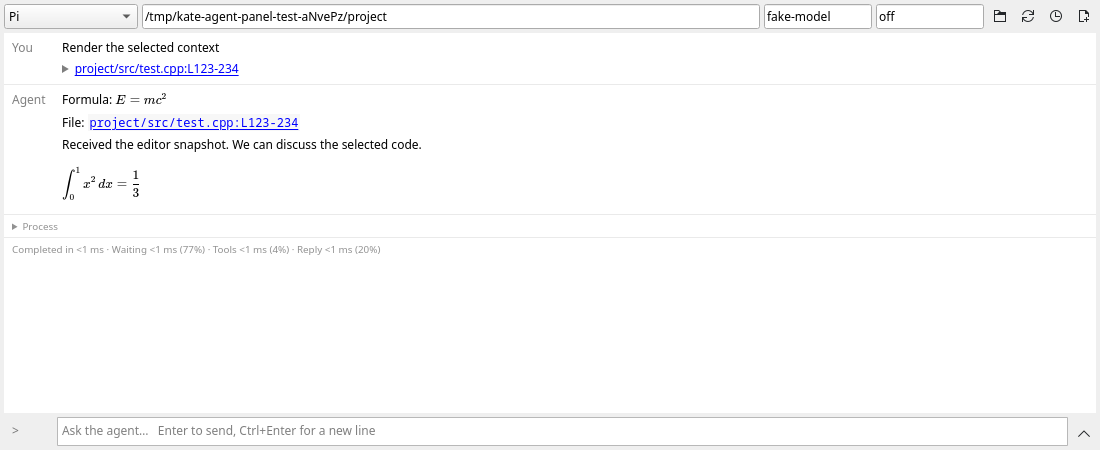 Pi /tmp/kate-agent-panel-test-aNvePz/project fake-model off
You Render the selected context
project/src/test.cpp:L123-234
Agent Formula: E = mc²
File: project/src/test.cpp:L123-234
Received the editor snapshot. We can discuss the selected code.
∫₀¹ x² dx = 1/3
Process
Completed in <1 ms · Waiting <1 ms (77%) · Tools <1 ms (4%) · Reply <1 ms (20%)
> Ask the agent... Enter to send, Ctrl+Enter for a new line